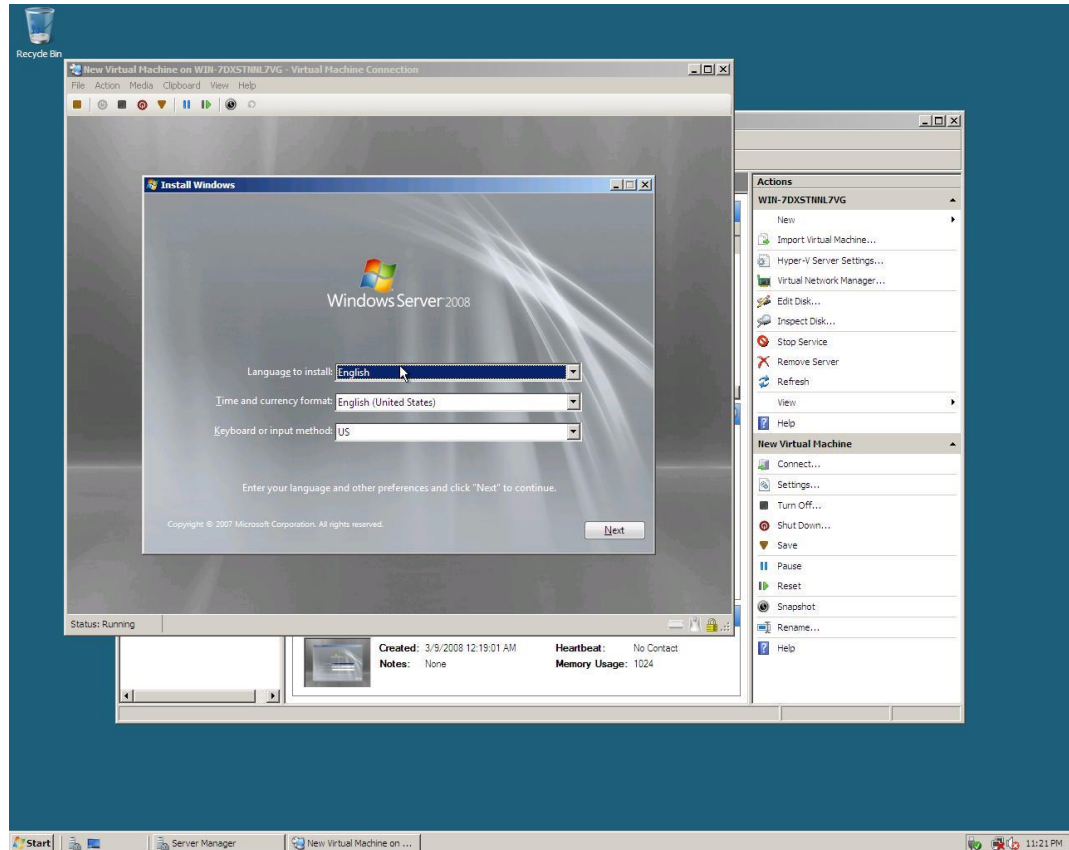 Recycle Bin
New Virtual Machine on WIN-7DXSTNNL7VG - Virtual Machine Connection
File Action Media Clipboard View Help
Install Windows
Windows Server 2008
Language to install: English
Time and currency format: English (United States)
Keyboard or input method: US
Enter your language and other preferences and click "Next" to continue.
Copyright © 2007 Microsoft Corporation. All rights reserved.
Next
Status: Running
Created: 3/9/2008 12:19:01 AM Heartbeat: No Contact
Notes: None Memory Usage: 1024
Actions
WIN-7DXSTNNL7VG
New
Import Virtual Machine...
Hyper-V Server Settings...
Virtual Network Manager...
Edit Disk...
Inspect Disk...
Stop Service
Remove Server
Refresh
View
Help
New Virtual Machine
Connect...
Settings...
Turn Off...
Shut Down...
Save
Pause
Reset
Snapshot
Rename...
Help
Start Server Manager New Virtual Machine on ... 11:21 PM